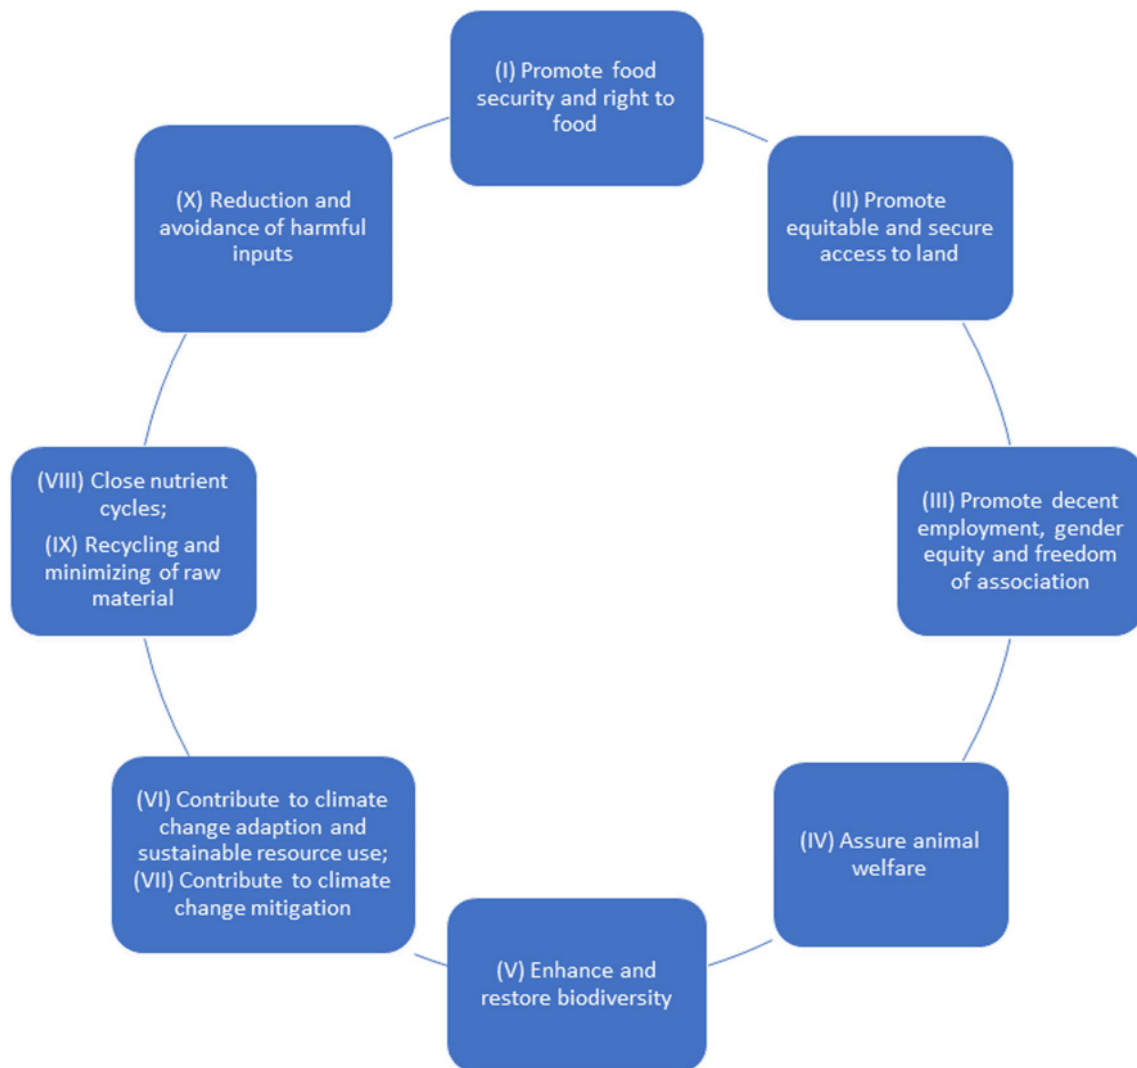 (I) Promote food
security and right to
food
(II) Promote
equitable and secure
access to land
(III) Promote decent
employment, gender
equity and freedom
of association
(IV) Assure animal
welfare
(V) Enhance and
restore biodiversity
(VI) Contribute to climate
change adaption and
sustainable resource use;
(VII) Contribute to climate
change mitigation
(VIII) Close nutrient
cycles;
(IX) Recycling and
minimizing of raw
material
(X) Reduction and
avoidance of harmful
inputs